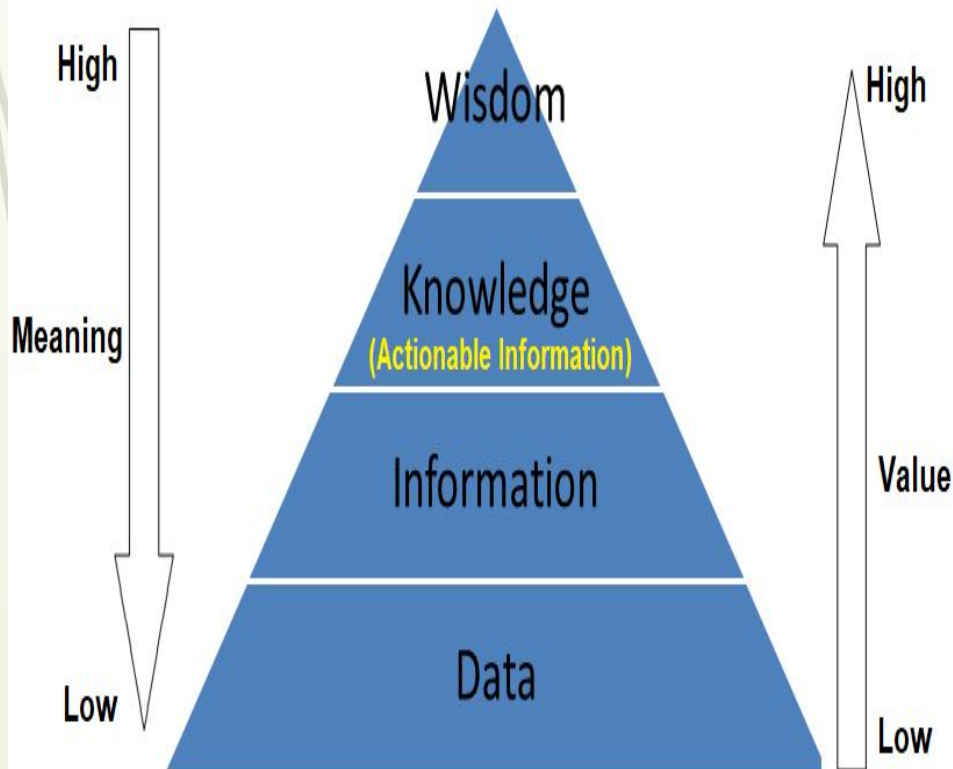 High
Wisdom
High
Knowledge
(Actionable Information)
Meaning
Information
Value
Data
Low
Low